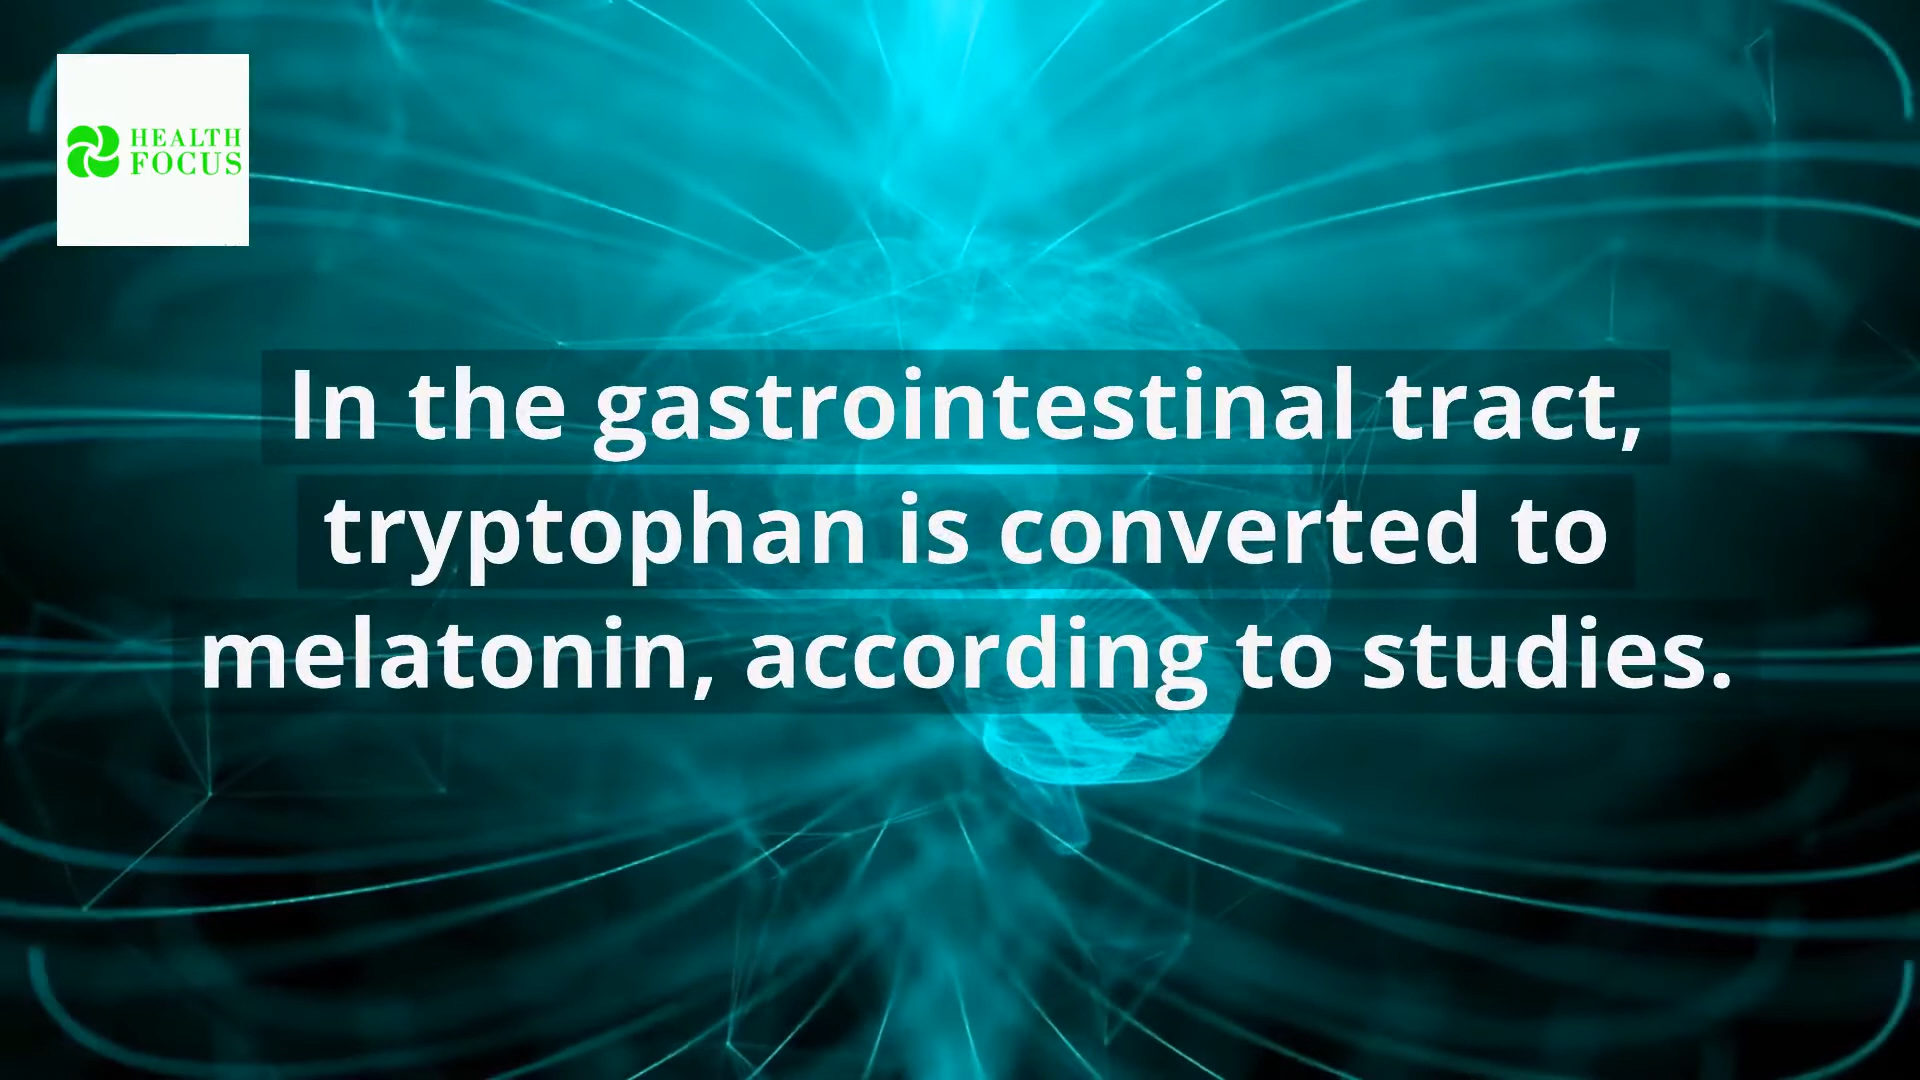 HEALTH
FOCUS
In the gastrointestinal tract,
tryptophan is converted to
melatonin, according to studies.